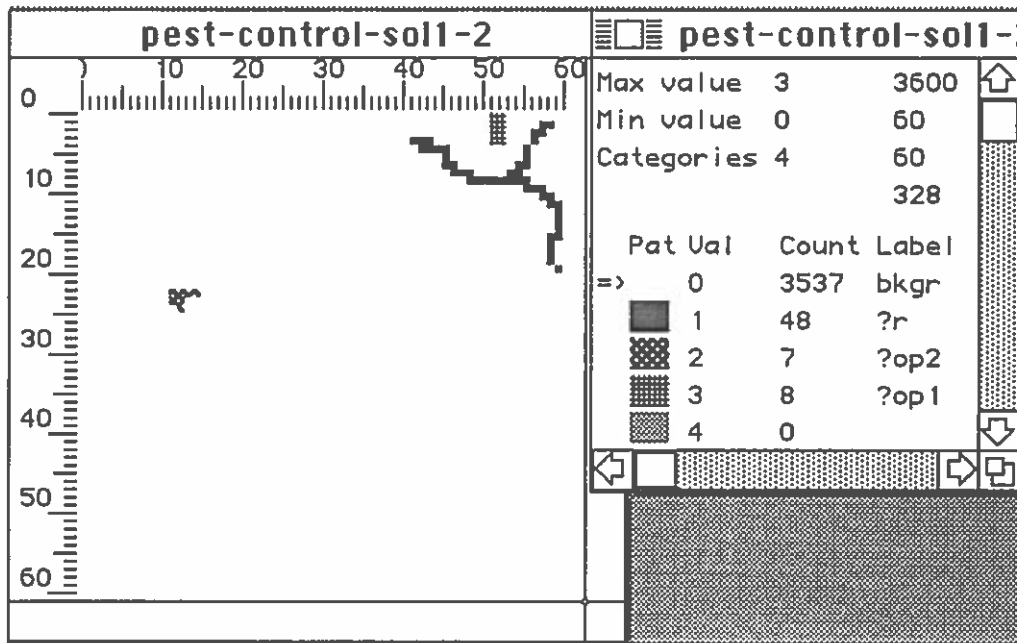 pest-control-sol1-2
10 20 30 40 50 60
0
10
20
30
40
50
60
pest-control-sol1-
Max value 3 3600
Min value 0 60
Categories 4 60
328
Pat Val Count Label
=> 0 3537 bkgr
1 48 ?r
2 7 ?op2
3 8 ?op1
4 0